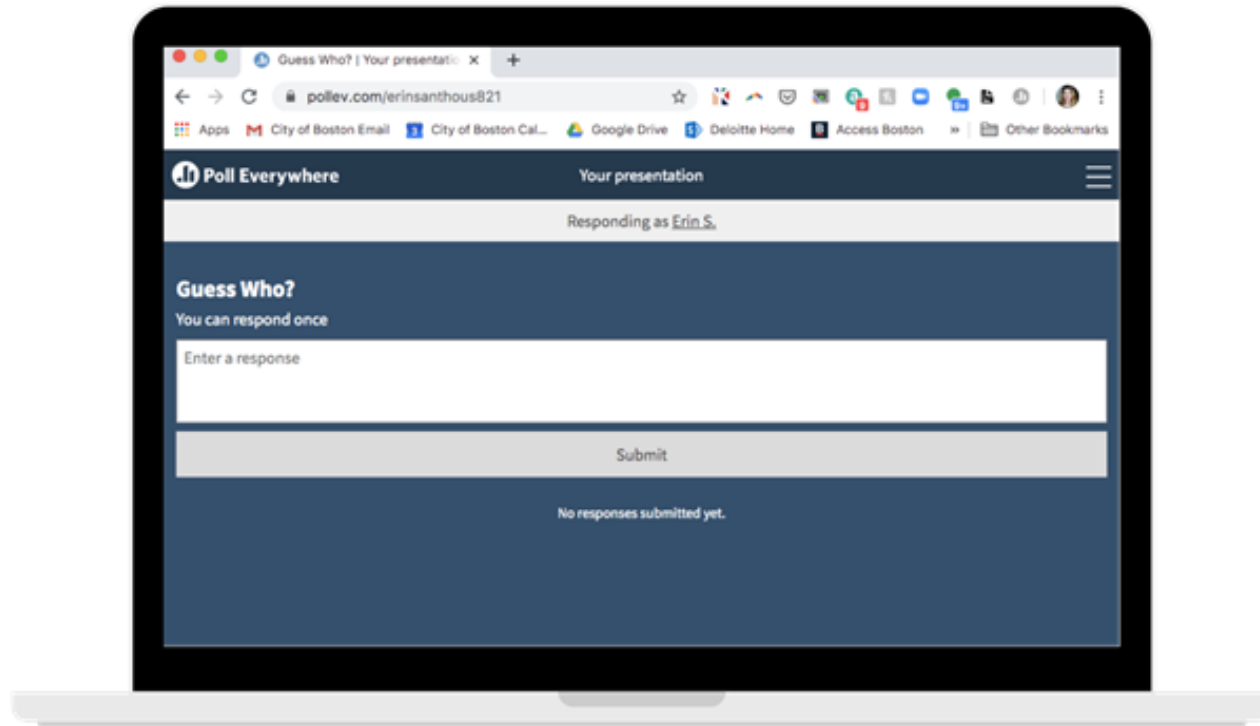 Guess Who? | Your presentatio
pollev.com/erinsanthous821
Apps City of Boston Email City of Boston Cal... Google Drive Deloitte Home Access Boston » Other Bookmarks
Poll Everywhere Your presentation
Responding as Erin S.
Guess Who?
You can respond once
Enter a response
Submit
No responses submitted yet.